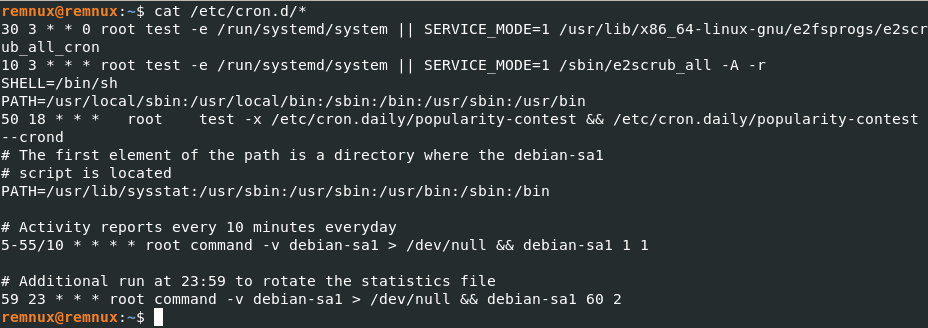 remnux@remnux:~$ cat /etc/cron.d/*
30 3 * * 0 root test -e /run/systemd/system || SERVICE_MODE=1 /usr/lib/x86_64-linux-gnu/e2fsprogs/e2scr
ub_all_cron
10 3 * * * root test -e /run/systemd/system || SERVICE_MODE=1 /sbin/e2scrub_all -A -r
SHELL=/bin/sh
PATH=/usr/local/sbin:/usr/local/bin:/sbin:/bin:/usr/sbin:/usr/bin
50 18 * * *   root    test -x /etc/cron.daily/popularity-contest && /etc/cron.daily/popularity-contest
--crond
# The first element of the path is a directory where the debian-sa1
# script is located
PATH=/usr/lib/sysstat:/usr/sbin:/usr/sbin:/usr/bin:/sbin:/bin

# Activity reports every 10 minutes everyday
5-55/10 * * * * root command -v debian-sa1 > /dev/null && debian-sa1 1 1

# Additional run at 23:59 to rotate the statistics file
59 23 * * * root command -v debian-sa1 > /dev/null && debian-sa1 60 2
remnux@remnux:~$